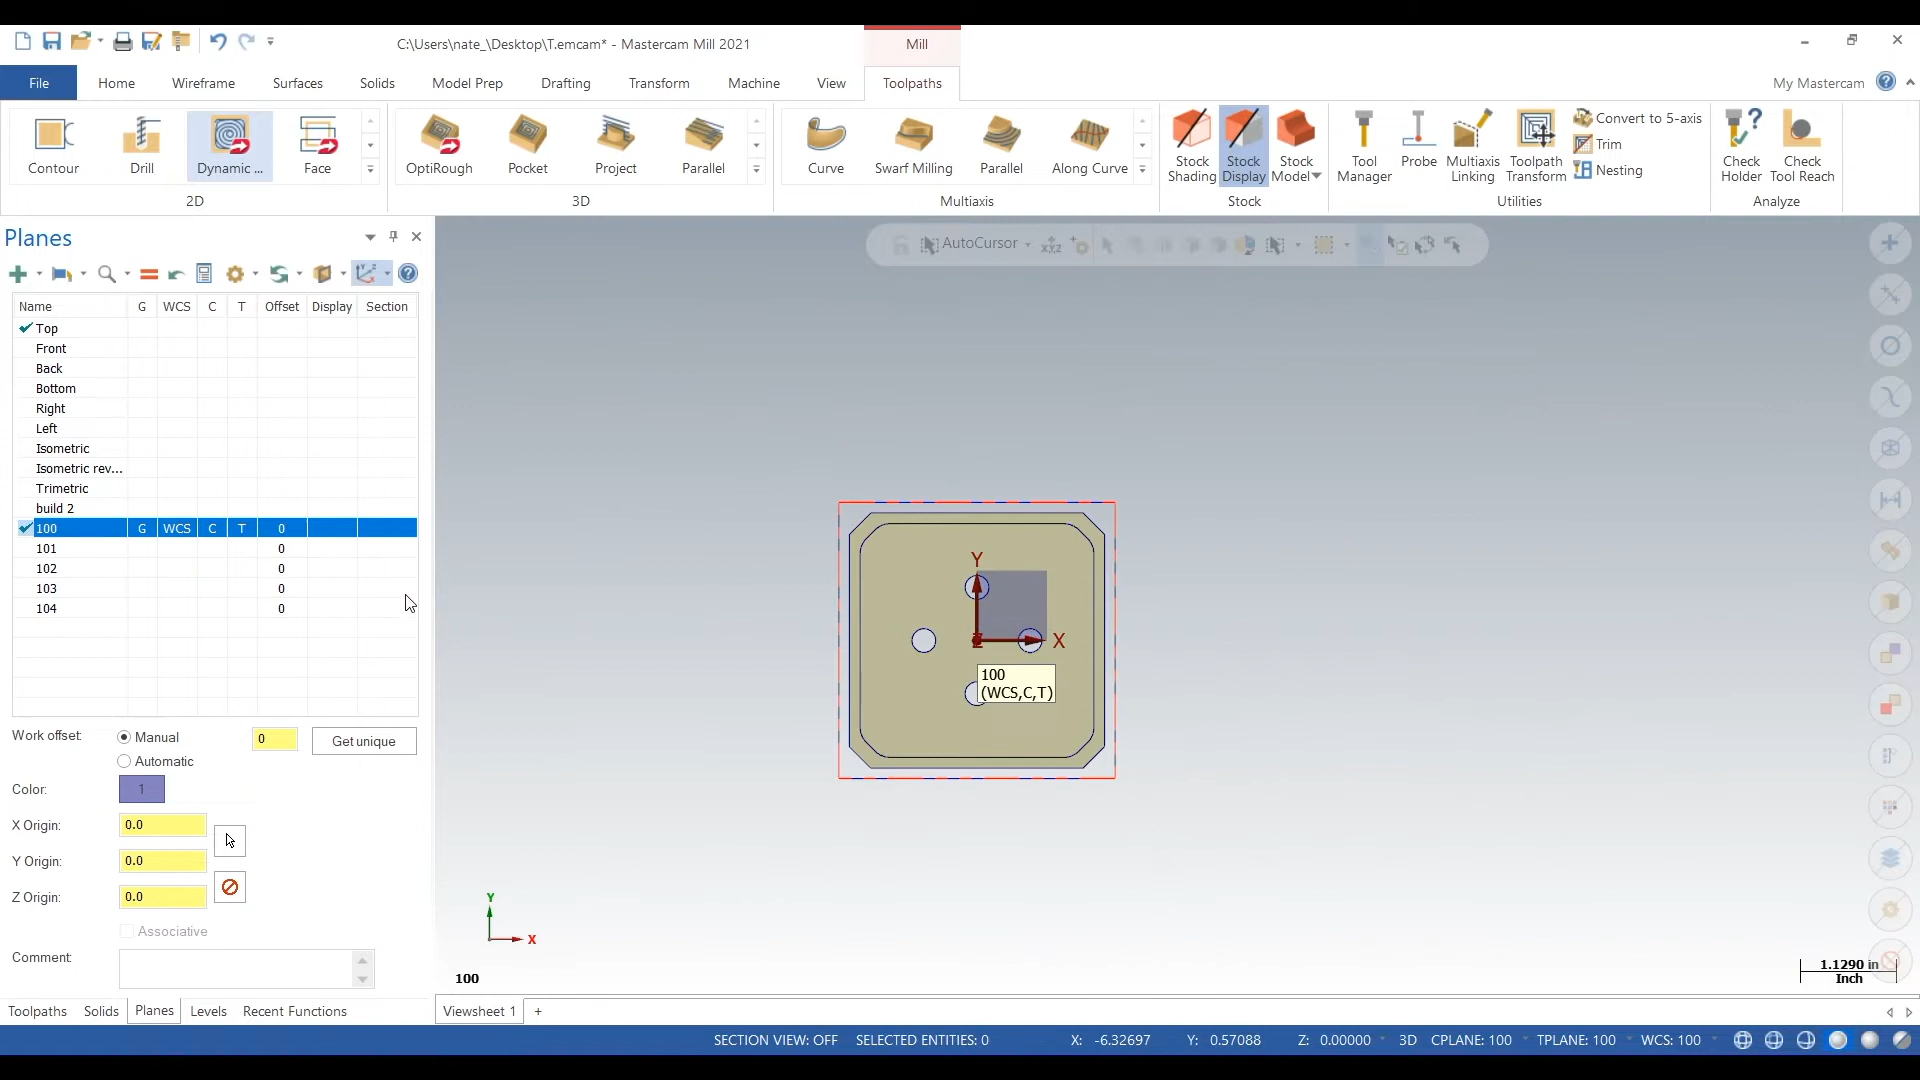 C:\Users\nate_\Desktop\T.emcam* - Mastercam Mill 2021
Mill
File Home Wireframe Surfaces Solids Model Prep Drafting Transform Machine View Toolpaths My Mastercam
Contour Drill Dynamic ... Face
2D
OptiRough Pocket Project Parallel
3D
Curve Swarf Milling Parallel Along Curve
Multiaxis
Stock Shading
Stock Display
Stock Model
Stock
Tool Manager
Probe
Multiaxis Linking
Toolpath Transform
Convert to 5-axis
Trim
Nesting
Utilities
Check Holder
Check Tool Reach
Analyze
Planes
AutoCursor
Name G WCS C T Offset Display Section
Top
Front
Back
Bottom
Right
Left
Isometric
Isometric rev...
Trimetric
build 2
100 G WCS C T 0
101 0
102 0
103 0
104 0
Y
X
Z
100
(WCS,C,T)
Work offset: Manual 0 Get unique
Automatic
Color: 1
X Origin: 0.0
Y Origin: 0.0
Z Origin: 0.0
Associative
Comment:
Y
X
100
1.1290 in
Inch
Toolpaths Solids Planes Levels Recent Functions
Viewsheet 1 +
SECTION VIEW: OFF SELECTED ENTITIES: 0 X: -6.32697 Y: 0.57088 Z: 0.00000 3D CPLANE: 100 TPLANE: 100 WCS: 100